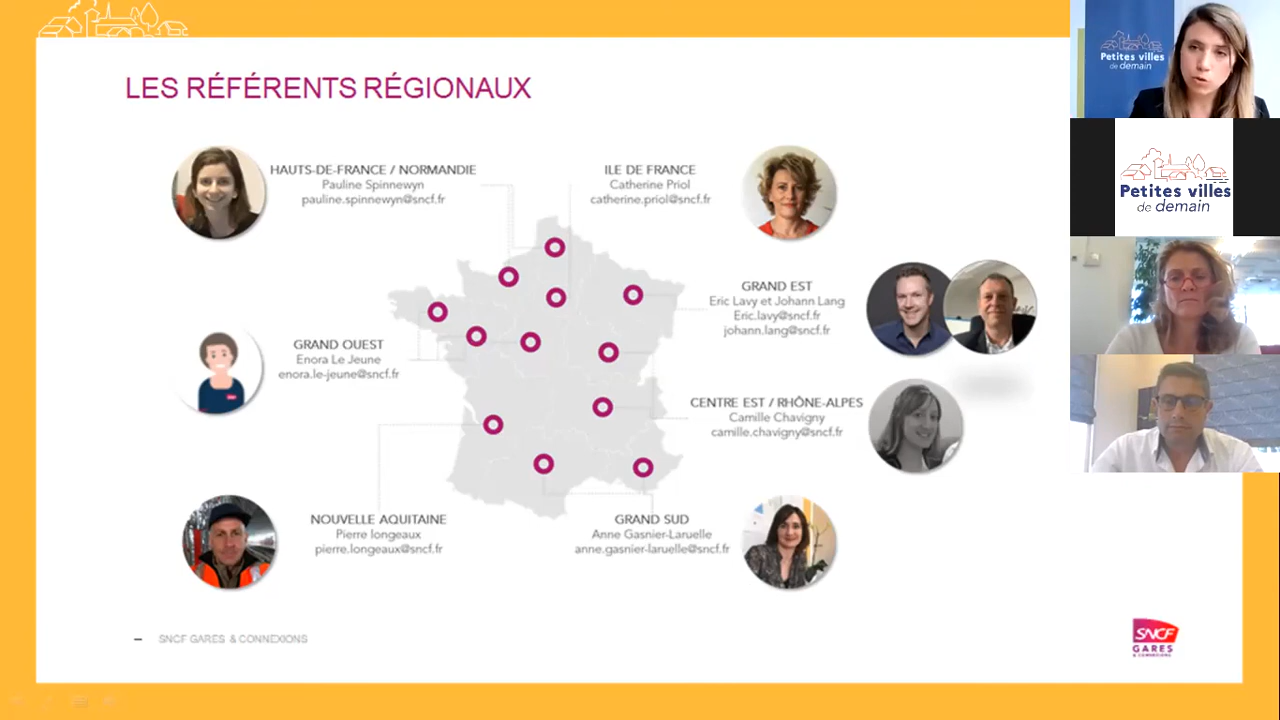 LES RÉFÉRENTS RÉGIONAUX
HAUTS-DE-FRANCE / NORMANDIE
Pauline Spinnewyn
pauline.spinnewyn@sncf.fr
ILE DE FRANCE
Catherine Priol
catherine.priol@sncf.fr
GRAND EST
Eric Lavy et Johann Lang
Eric.lavy@sncf.fr
johann.lang@sncf.fr
GRAND OUEST
Enora Le Jeune
enora.le-jeune@sncf.fr
CENTRE EST / RHÔNE-ALPES
Camille Chavigny
camille.chavigny@sncf.fr
NOUVELLE AQUITAINE
Pierre longeaux
pierre.longeaux@sncf.fr
GRAND SUD
Anne Gasnier-Laruelle
anne.gasnier-laruelle@sncf.fr
– SNCF GARES & CONNEXIONS
SNCF
GARES
& CONNEXIONS
Petites villes
de demain
Petites villes
de demain